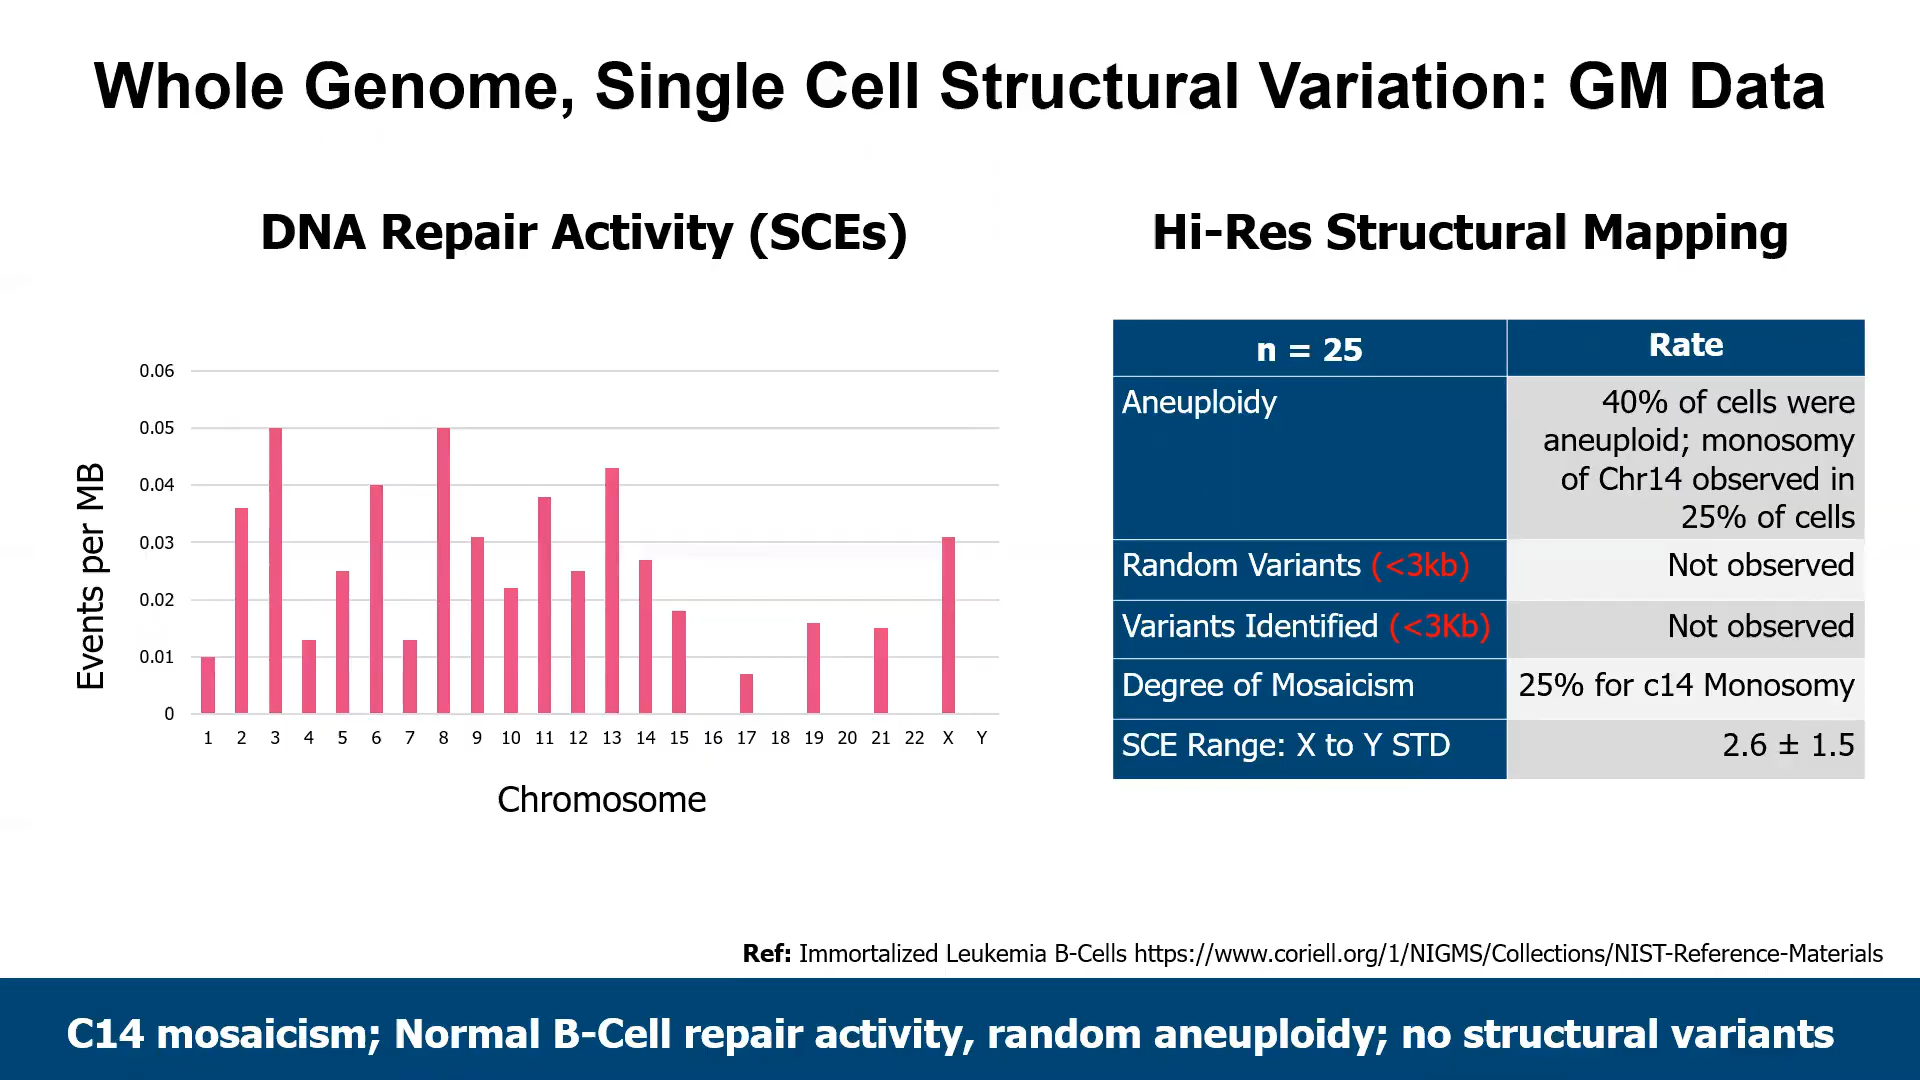 Whole Genome, Single Cell Structural Variation: GM Data
DNA Repair Activity (SCEs)
Events per MB
0.06
0.05
0.04
0.03
0.02
0.01
0
1 2 3 4 5 6 7 8 9 10 11 12 13 14 15 16 17 18 19 20 21 22 X Y
Chromosome
Hi-Res Structural Mapping
n = 25 Rate
Aneuploidy 40% of cells were
aneuploid; monosomy
of Chr14 observed in
25% of cells
Random Variants (<3kb) Not observed
Variants Identified (<3Kb) Not observed
Degree of Mosaicism 25% for c14 Monosomy
SCE Range: X to Y STD 2.6 ± 1.5
Ref: Immortalized Leukemia B-Cells https://www.coriell.org/1/NIGMS/Collections/NIST-Reference-Materials
C14 mosaicism; Normal B-Cell repair activity, random aneuploidy; no structural variants